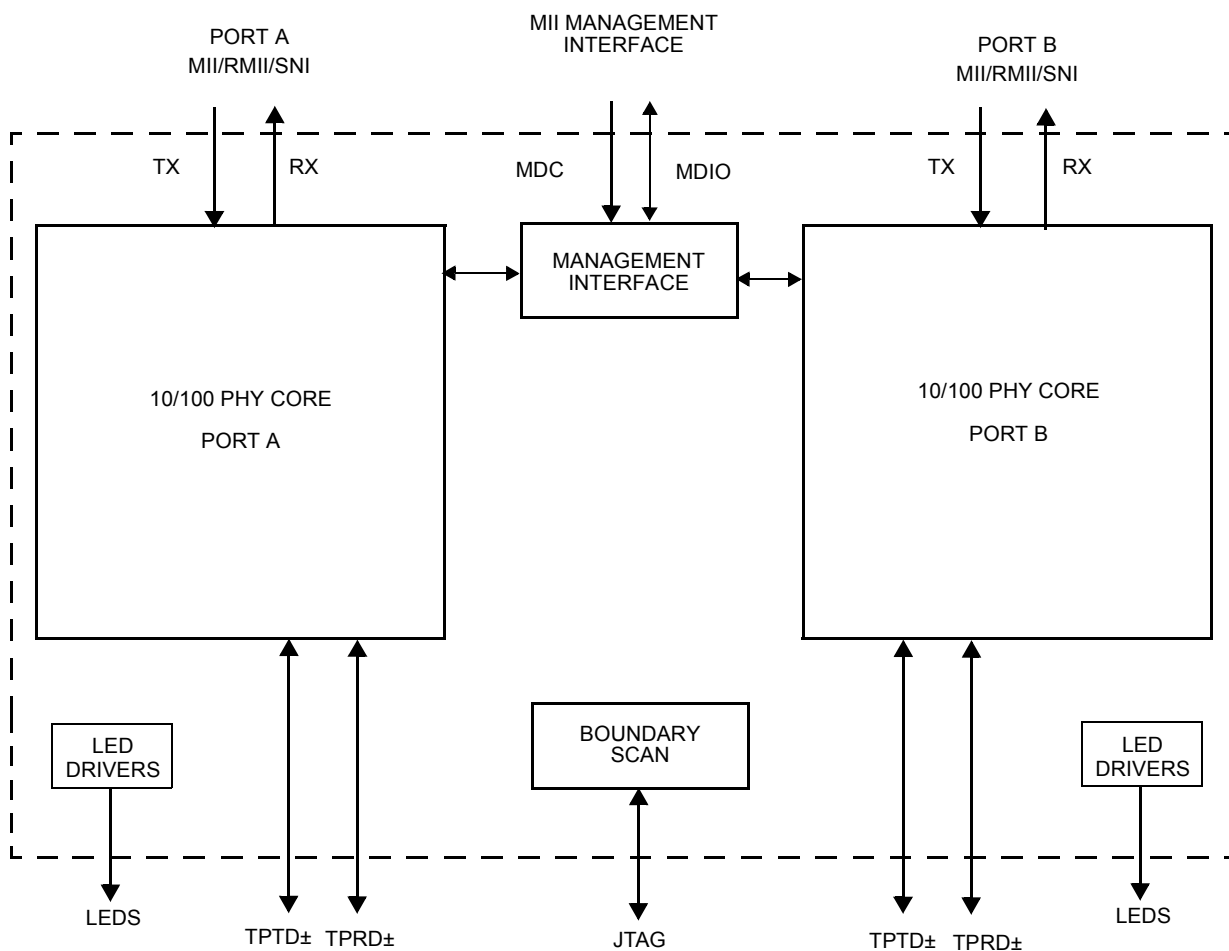 PORT A
MII/RMII/SNI
MII MANAGEMENT
INTERFACE
PORT B
MII/RMII/SNI
TX
RX
MDC
MDIO
TX
RX
MANAGEMENT
INTERFACE
10/100 PHY CORE
PORT A
10/100 PHY CORE
PORT B
LED
DRIVERS
BOUNDARY
SCAN
LED
DRIVERS
LEDS
TPTD±
TPRD±
JTAG
TPTD±
TPRD±
LEDS